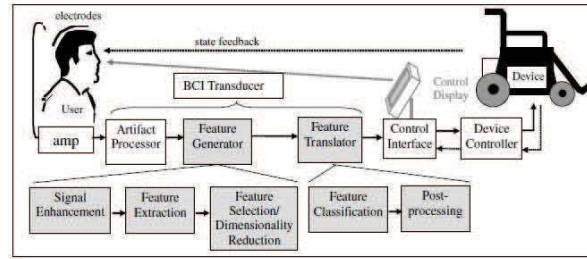 electrodes
state feedback
Control
Display
Device
User
BCI Transducer
amp
Artifact
Processor
Feature
Generator
Feature
Translator
Control
Interface
Device
Controller
Signal
Enhancement
Feature
Extraction
Feature
Selection/
Dimensionality
Reduction
Feature
Classification
Post-
processing